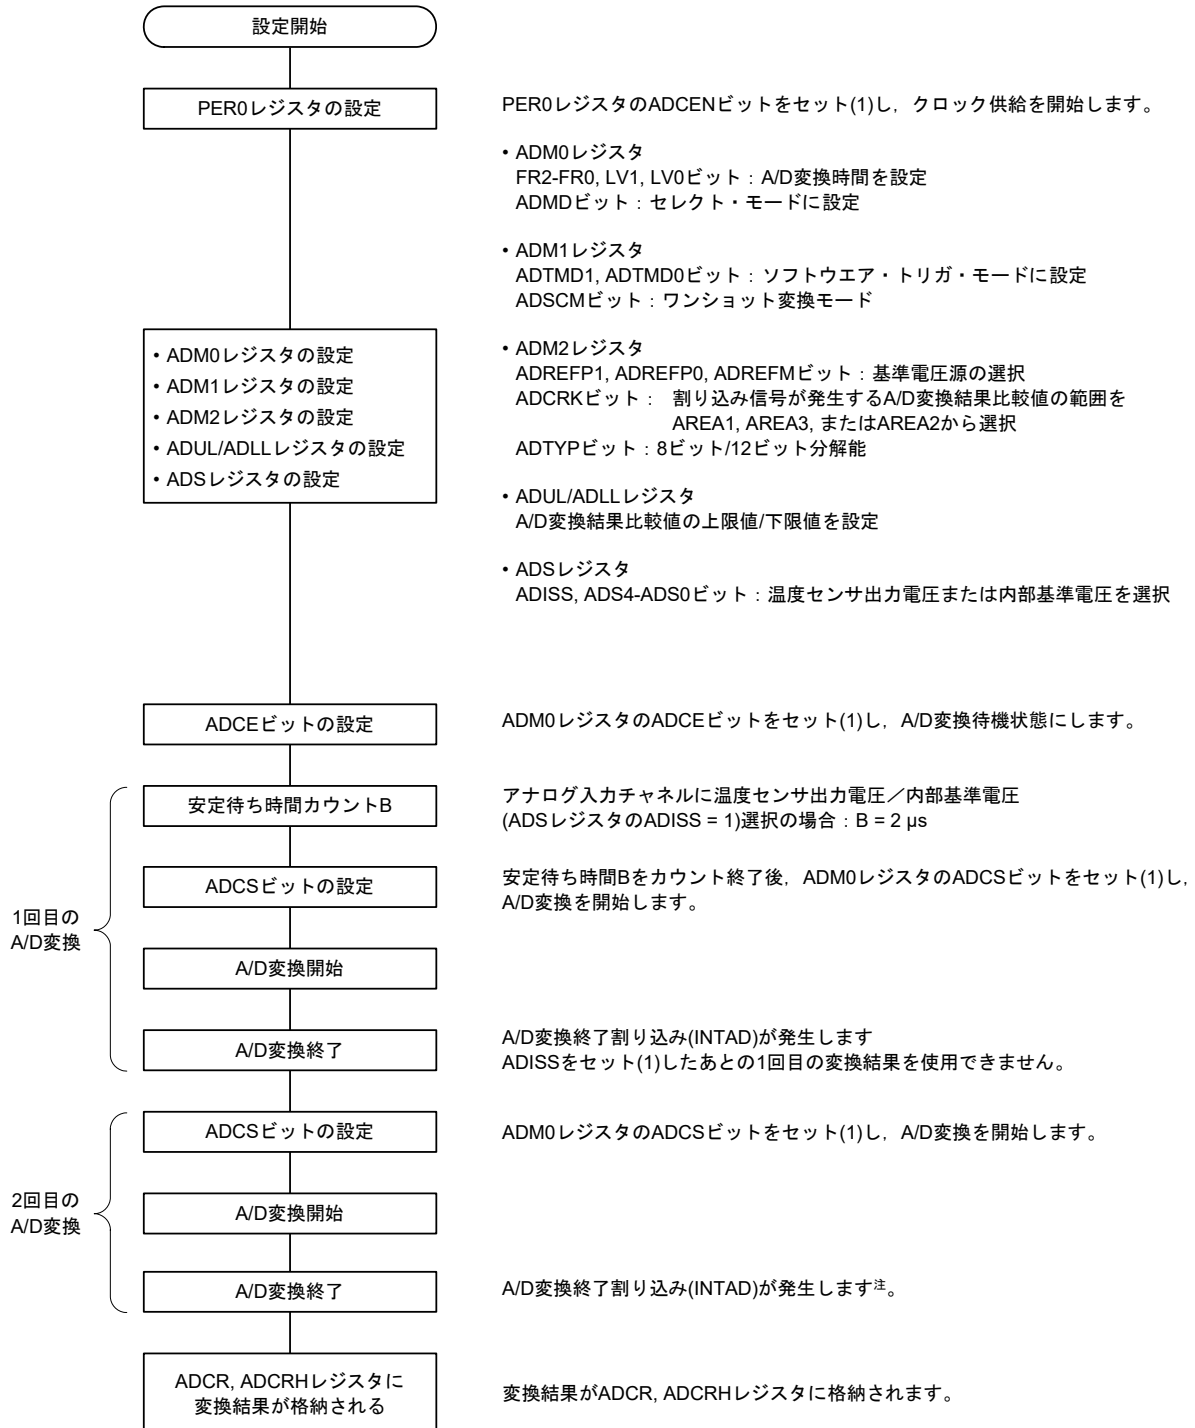 設定開始
PER0レジスタの設定
PER0レジスタのADCENビットをセット(1)し，クロック供給を開始します。
• ADM0レジスタ
FR2-FR0, LV1, LV0ビット：A/D変換時間を設定
ADMDビット：セレクト・モードに設定
• ADM1レジスタ
ADTMD1, ADTMD0ビット：ソフトウエア・トリガ・モードに設定
ADSCMビット：ワンショット変換モード
• ADM0レジスタの設定
• ADM1レジスタの設定
• ADM2レジスタの設定
• ADUL/ADLLレジスタの設定
• ADSレジスタの設定
• ADM2レジスタ
ADREFP1, ADREFP0, ADREFMビット：基準電圧源の選択
ADCRKビット： 割り込み信号が発生するA/D変換結果比較値の範囲を
AREA1, AREA3, またはAREA2から選択
ADTYPビット：8ビット/12ビット分解能
• ADUL/ADLLレジスタ
A/D変換結果比較値の上限値/下限値を設定
• ADSレジスタ
ADISS, ADS4-ADS0ビット：温度センサ出力電圧または内部基準電圧を選択
ADCEビットの設定
ADM0レジスタのADCEビットをセット(1)し，A/D変換待機状態にします。
安定待ち時間カウントB
アナログ入力チャネルに温度センサ出力電圧／内部基準電圧
(ADSレジスタのADISS = 1)選択の場合：B = 2 μs
ADCSビットの設定
安定待ち時間Bをカウント終了後，ADM0レジスタのADCSビットをセット(1)し，
A/D変換を開始します。
1回目の
A/D変換
A/D変換開始
A/D変換終了
A/D変換終了割り込み(INTAD)が発生します
ADISSをセット(1)したあとの1回目の変換結果を使用できません。
ADCSビットの設定
ADM0レジスタのADCSビットをセット(1)し，A/D変換を開始します。
2回目の
A/D変換
A/D変換開始
A/D変換終了
A/D変換終了割り込み(INTAD)が発生します注。
ADCR, ADCRHレジスタに
変換結果が格納される
変換結果がADCR, ADCRHレジスタに格納されます。